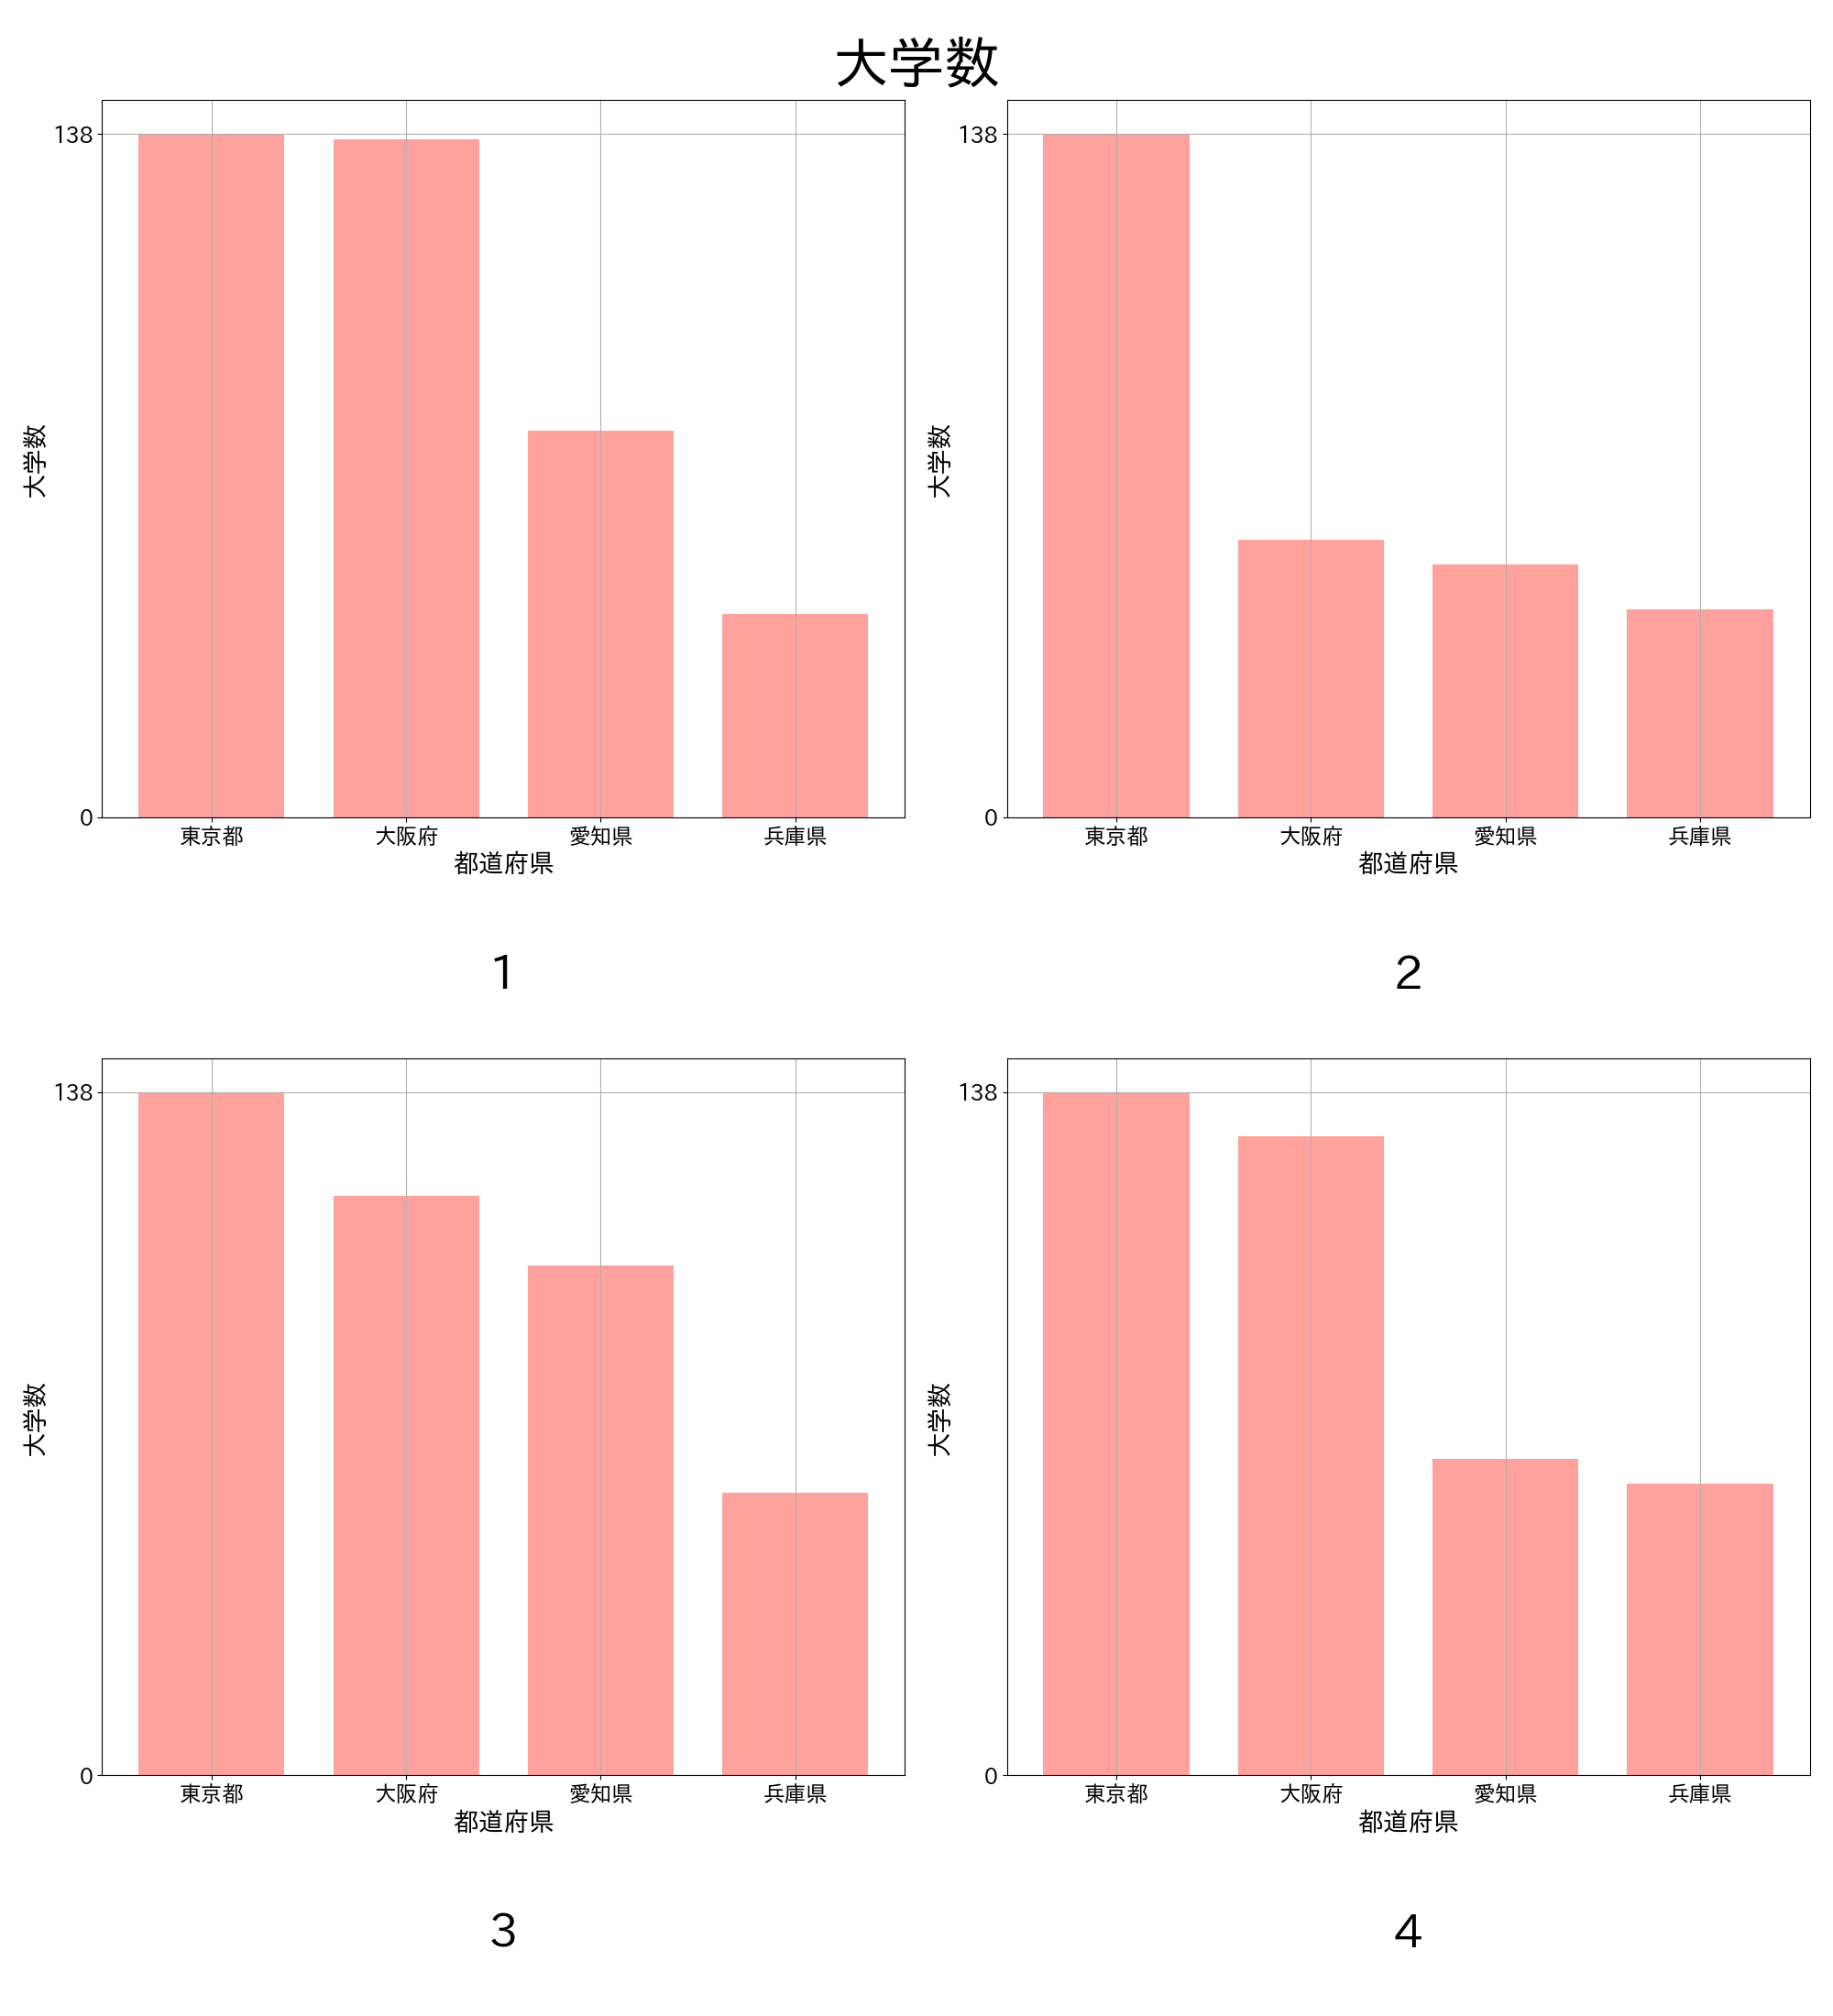 大学数
138
0
大学数
東京都 大阪府 愛知県 兵庫県
都道府県
1
138
0
大学数
東京都 大阪府 愛知県 兵庫県
都道府県
2
138
0
大学数
東京都 大阪府 愛知県 兵庫県
都道府県
3
138
0
大学数
東京都 大阪府 愛知県 兵庫県
都道府県
4